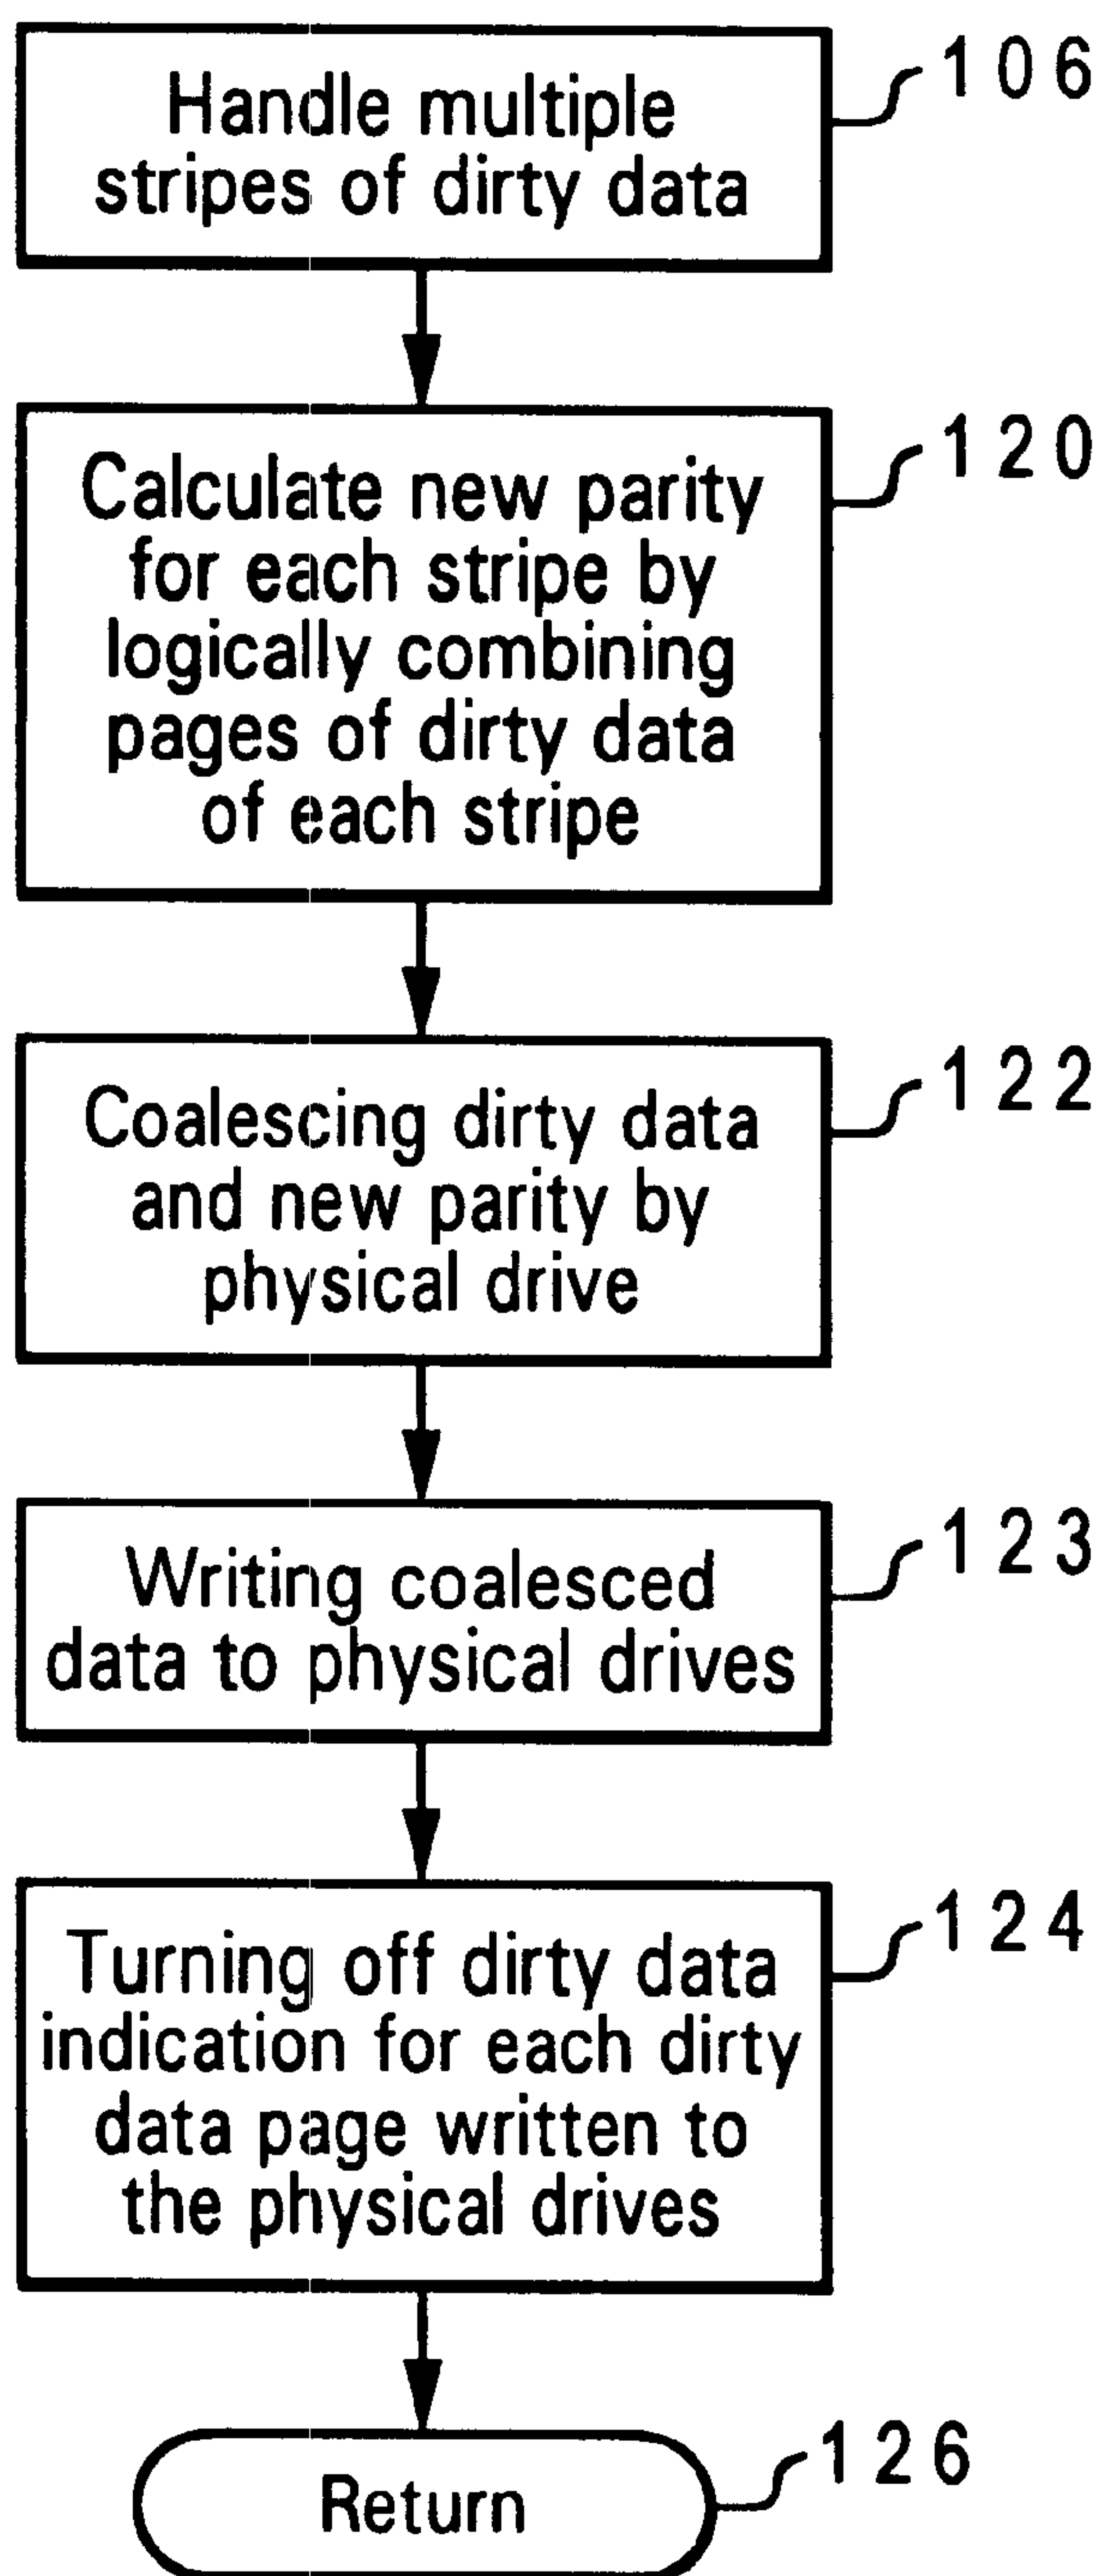 Handle multiple
stripes of dirty data
106
Calculate new parity
for each stripe by
logically combining
pages of dirty data
of each stripe
120
Coalescing dirty data
and new parity by
physical drive
122
Writing coalesced
data to physical drives
123
Turning off dirty data
indication for each dirty
data page written to
the physical drives
124
Return
126